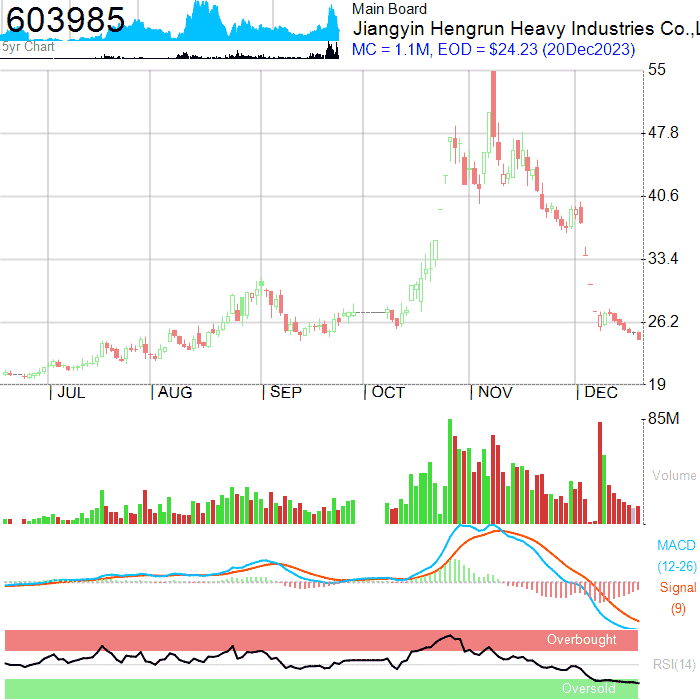 603985
5yr Chart
Main Board
Jiangyin Hengrun Heavy Industries Co.,L
MC = 1.1M, EOD = $24.23 (20Dec2023)
55
47.8
40.6
33.4
26.2
19
JUL AUG SEP OCT NOV DEC
85M
Volume
MACD
(12-26)
Signal
(9)
Overbought
RSI(14)
Oversold